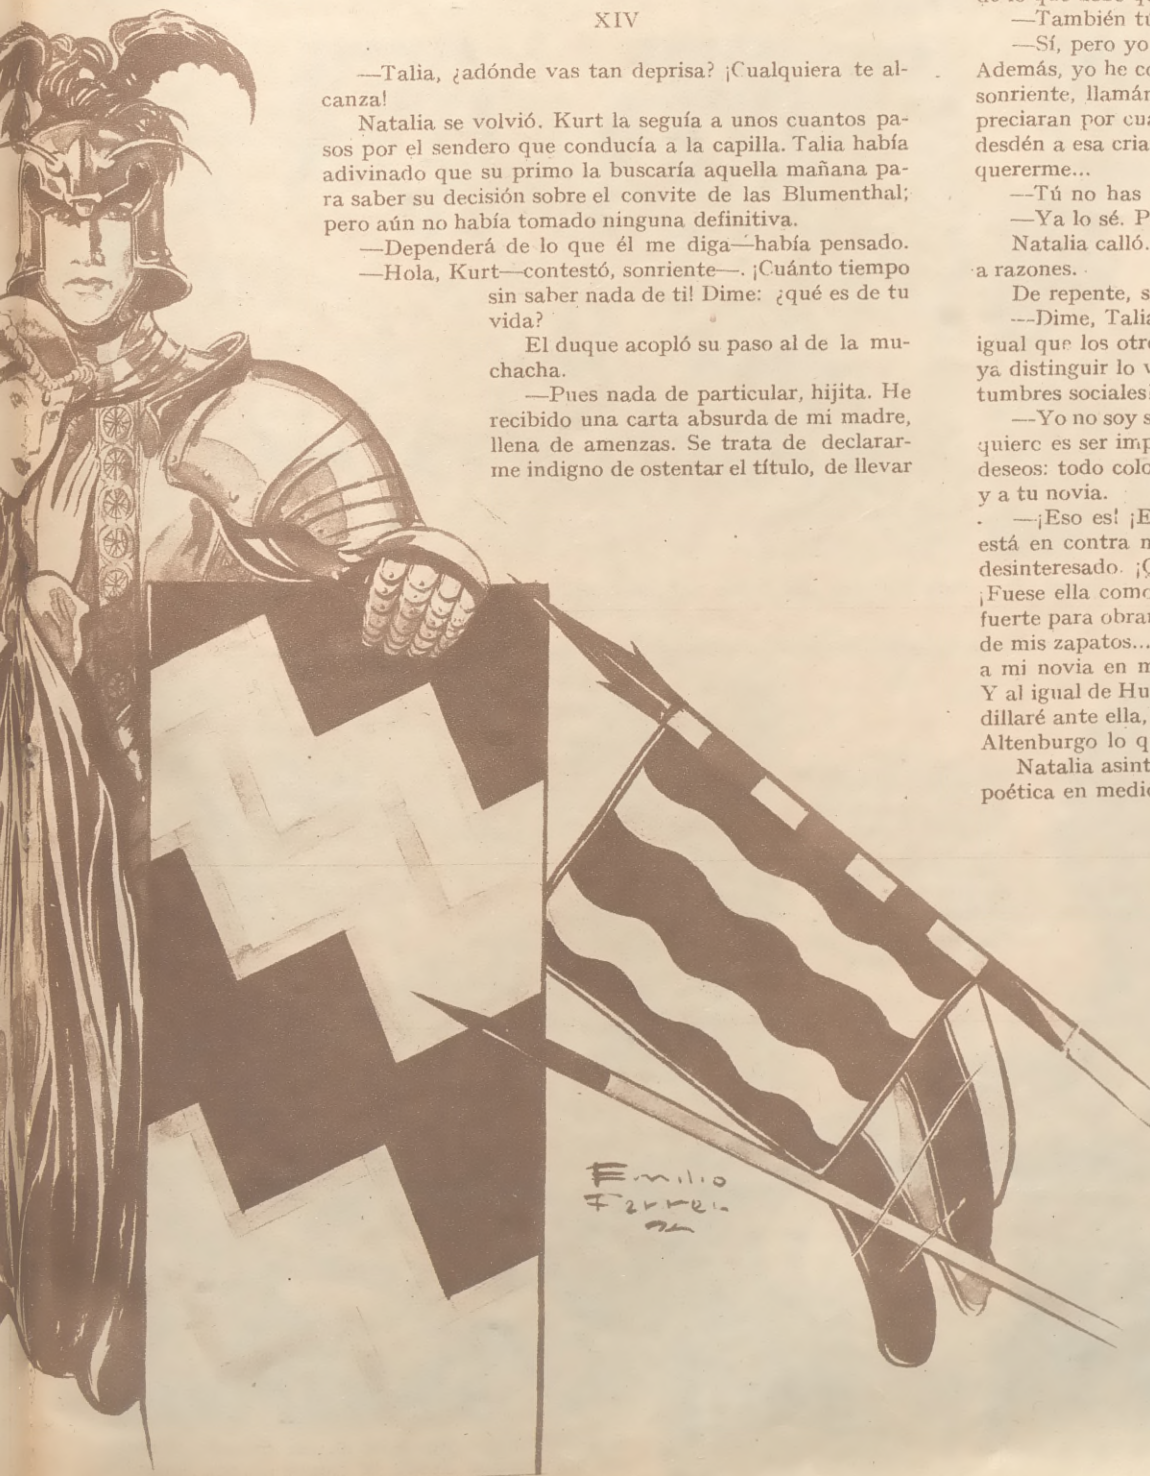 XIV
—Talia, ¿adónde vas tan deprisa? ¡Cualquiera te al-
canza!
Natalia se volvió. Kurt la seguía a unos cuantos pa-
sos por el sendero que conducía a la capilla. Talia había
adivinado que su primo la buscaría aquella mañana pa-
ra saber su decisión sobre el convite de las Blumenthal;
pero aún no había tomado ninguna definitiva.
—Dependerá de lo que él me diga—había pensado.
—Hola, Kurt—contestó, sonriente—. ¡Cuánto tiempo
sin saber nada de ti! Dime: ¿qué es de tu
vida?
El duque acopló su paso al de la mu-
chacha.
—Pues nada de particular, hijita. He
recibido una carta absurda de mi madre,
llena de amenzas. Se trata de declarar-
me indigno de ostentar el título, de llevar
—También tu
—Sí, pero yo
Además, yo he co
sonriente, llamán
preciaran por cua
desdén a esa cria
quererme...
—Tú no has
—Ya lo sé. P
Natalia calló.
a razones.
De repente, s
—Dime, Talia
igual que los otro
ya distinguir lo v
tumbres sociales
—Yo no soy s
quierc es ser imp
deseos: todo colo
y a tu novia.
—¡Eso es! ¡E
está en contra n
desinteresado. ¡Q
¡Fuese ella como
fuerte para obrar
de mis zapatos...
a mi novia en m
Y al igual de Hu
dillaré ante ella,
Altenburgo lo q
Natalia asint
poética en medio
Emilio